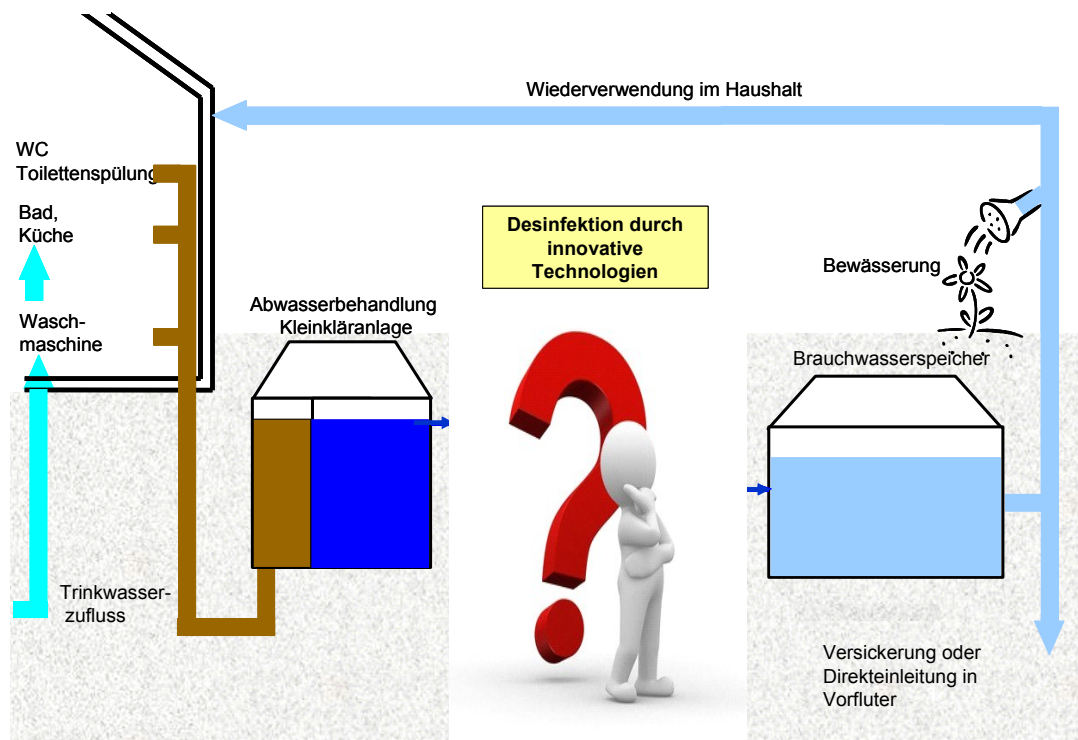 Wiederverwendung im Haushalt
WC
Toilettenspülung
Bad,
Küche
Wasch-
maschine
Desinfektion durch
innovative
Technologien
Bewässerung
Abwasserbehandlung
Kleinkläranlage
Brauchwasserspeicher
Trinkwasser-
zufluss
Versickerung oder
Direkteinleitung in
Vorfluter